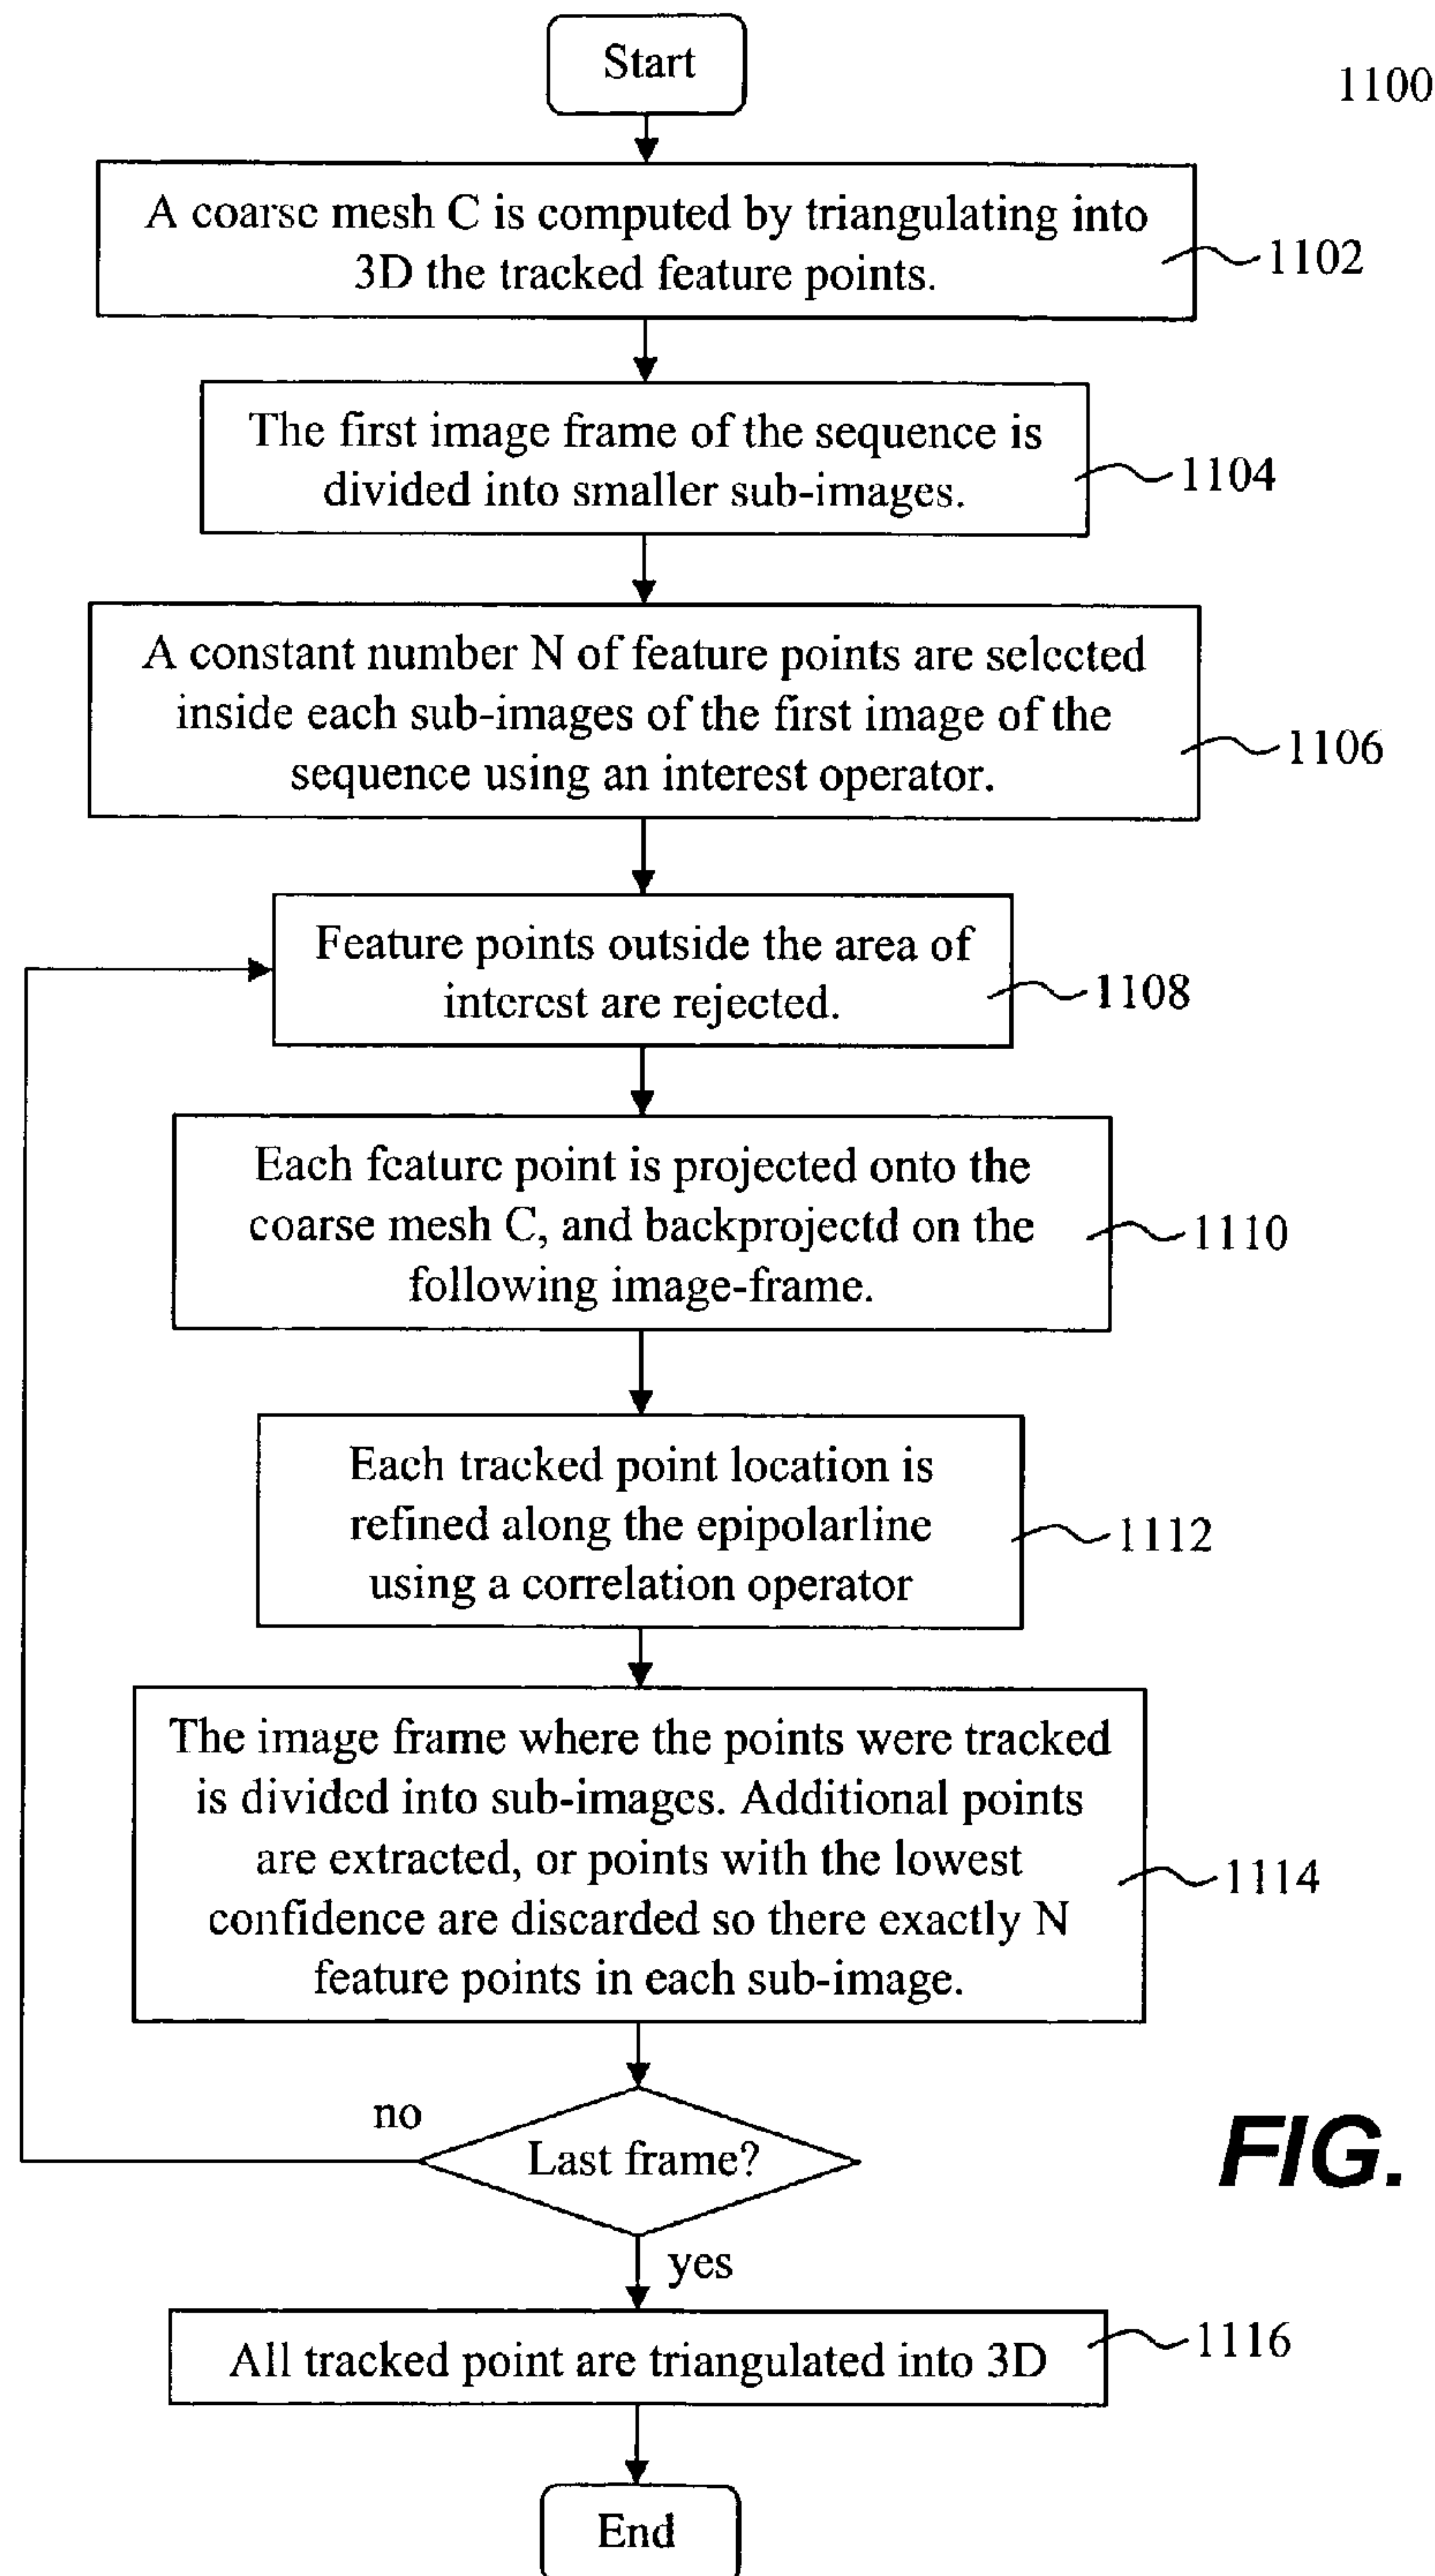 Start
1100
A coarse mesh C is computed by triangulating into
3D the tracked feature points.
1102
The first image frame of the sequence is
divided into smaller sub-images.
1104
A constant number N of feature points are selected
inside each sub-images of the first image of the
sequence using an interest operator.
1106
Feature points outside the area of
interest are rejected.
1108
Each feature point is projected onto the
coarse mesh C, and backprojectd on the
following image-frame.
1110
Each tracked point location is
refined along the epipolarline
using a correlation operator
1112
The image frame where the points were tracked
is divided into sub-images. Additional points
are extracted, or points with the lowest
confidence are discarded so there exactly N
feature points in each sub-image.
1114
no
Last frame?
FIG.
yes
All tracked point are triangulated into 3D
1116
End